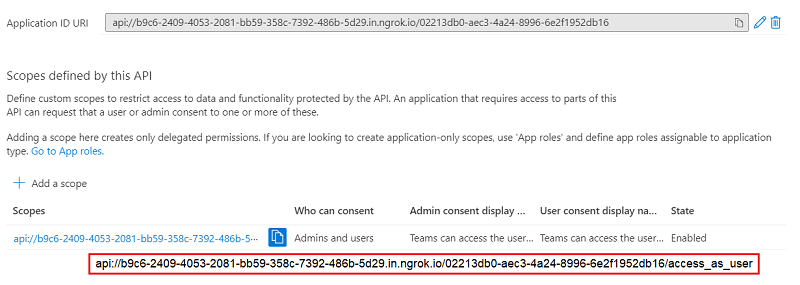 Application ID URI api://b9c6-2409-4053-2081-bb59-358c-7392-486b-5d29.in.ngrok.io/02213db0-aec3-4a24-8996-6e2f1952db16
Scopes defined by this API
Define custom scopes to restrict access to data and functionality protected by the API. An application that requires access to parts of this
API can request that a user or admin consent to one or more of these.
Adding a scope here creates only delegated permissions. If you are looking to create application-only scopes, use 'App roles' and define app roles assignable to application
type. Go to App roles.
Add a scope
Scopes Who can consent Admin consent display ... User consent display na... State
api://b9c6-2409-4053-2081-bb59-358c-7392-486b-5... Admins and users Teams can access the user... Teams can access the user... Enabled
api://b9c6-2409-4053-2081-bb59-358c-7392-486b-5d29.in.ngrok.io/02213db0-aec3-4a24-8996-6e2f1952db16/access_as_user